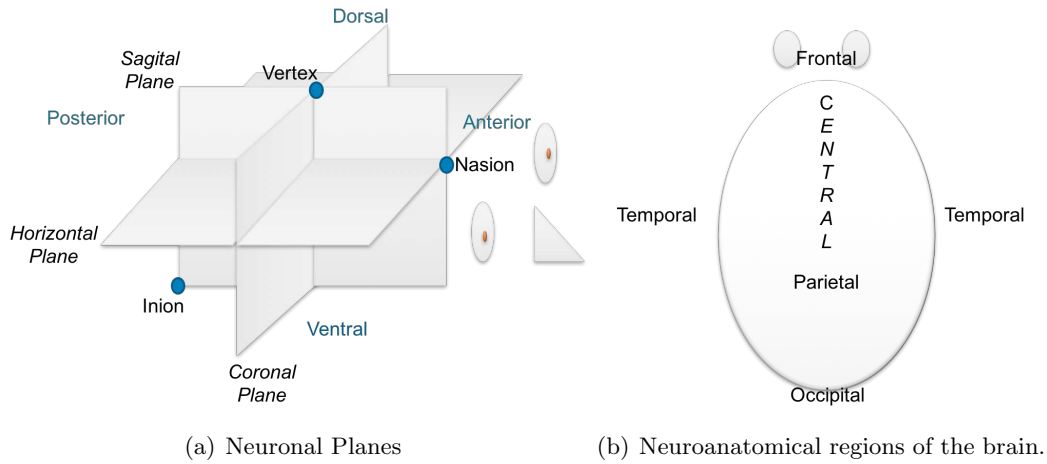 Dorsal
Sagital
Plane
Vertex
Posterior
Anterior
Nasion
Horizontal
Plane
Inion
Ventral
Coronal
Plane
(a) Neuronal Planes
Frontal
C
E
N
T
R
A
L
Temporal
Temporal
Parietal
Occipital
(b) Neuroanatomical regions of the brain.